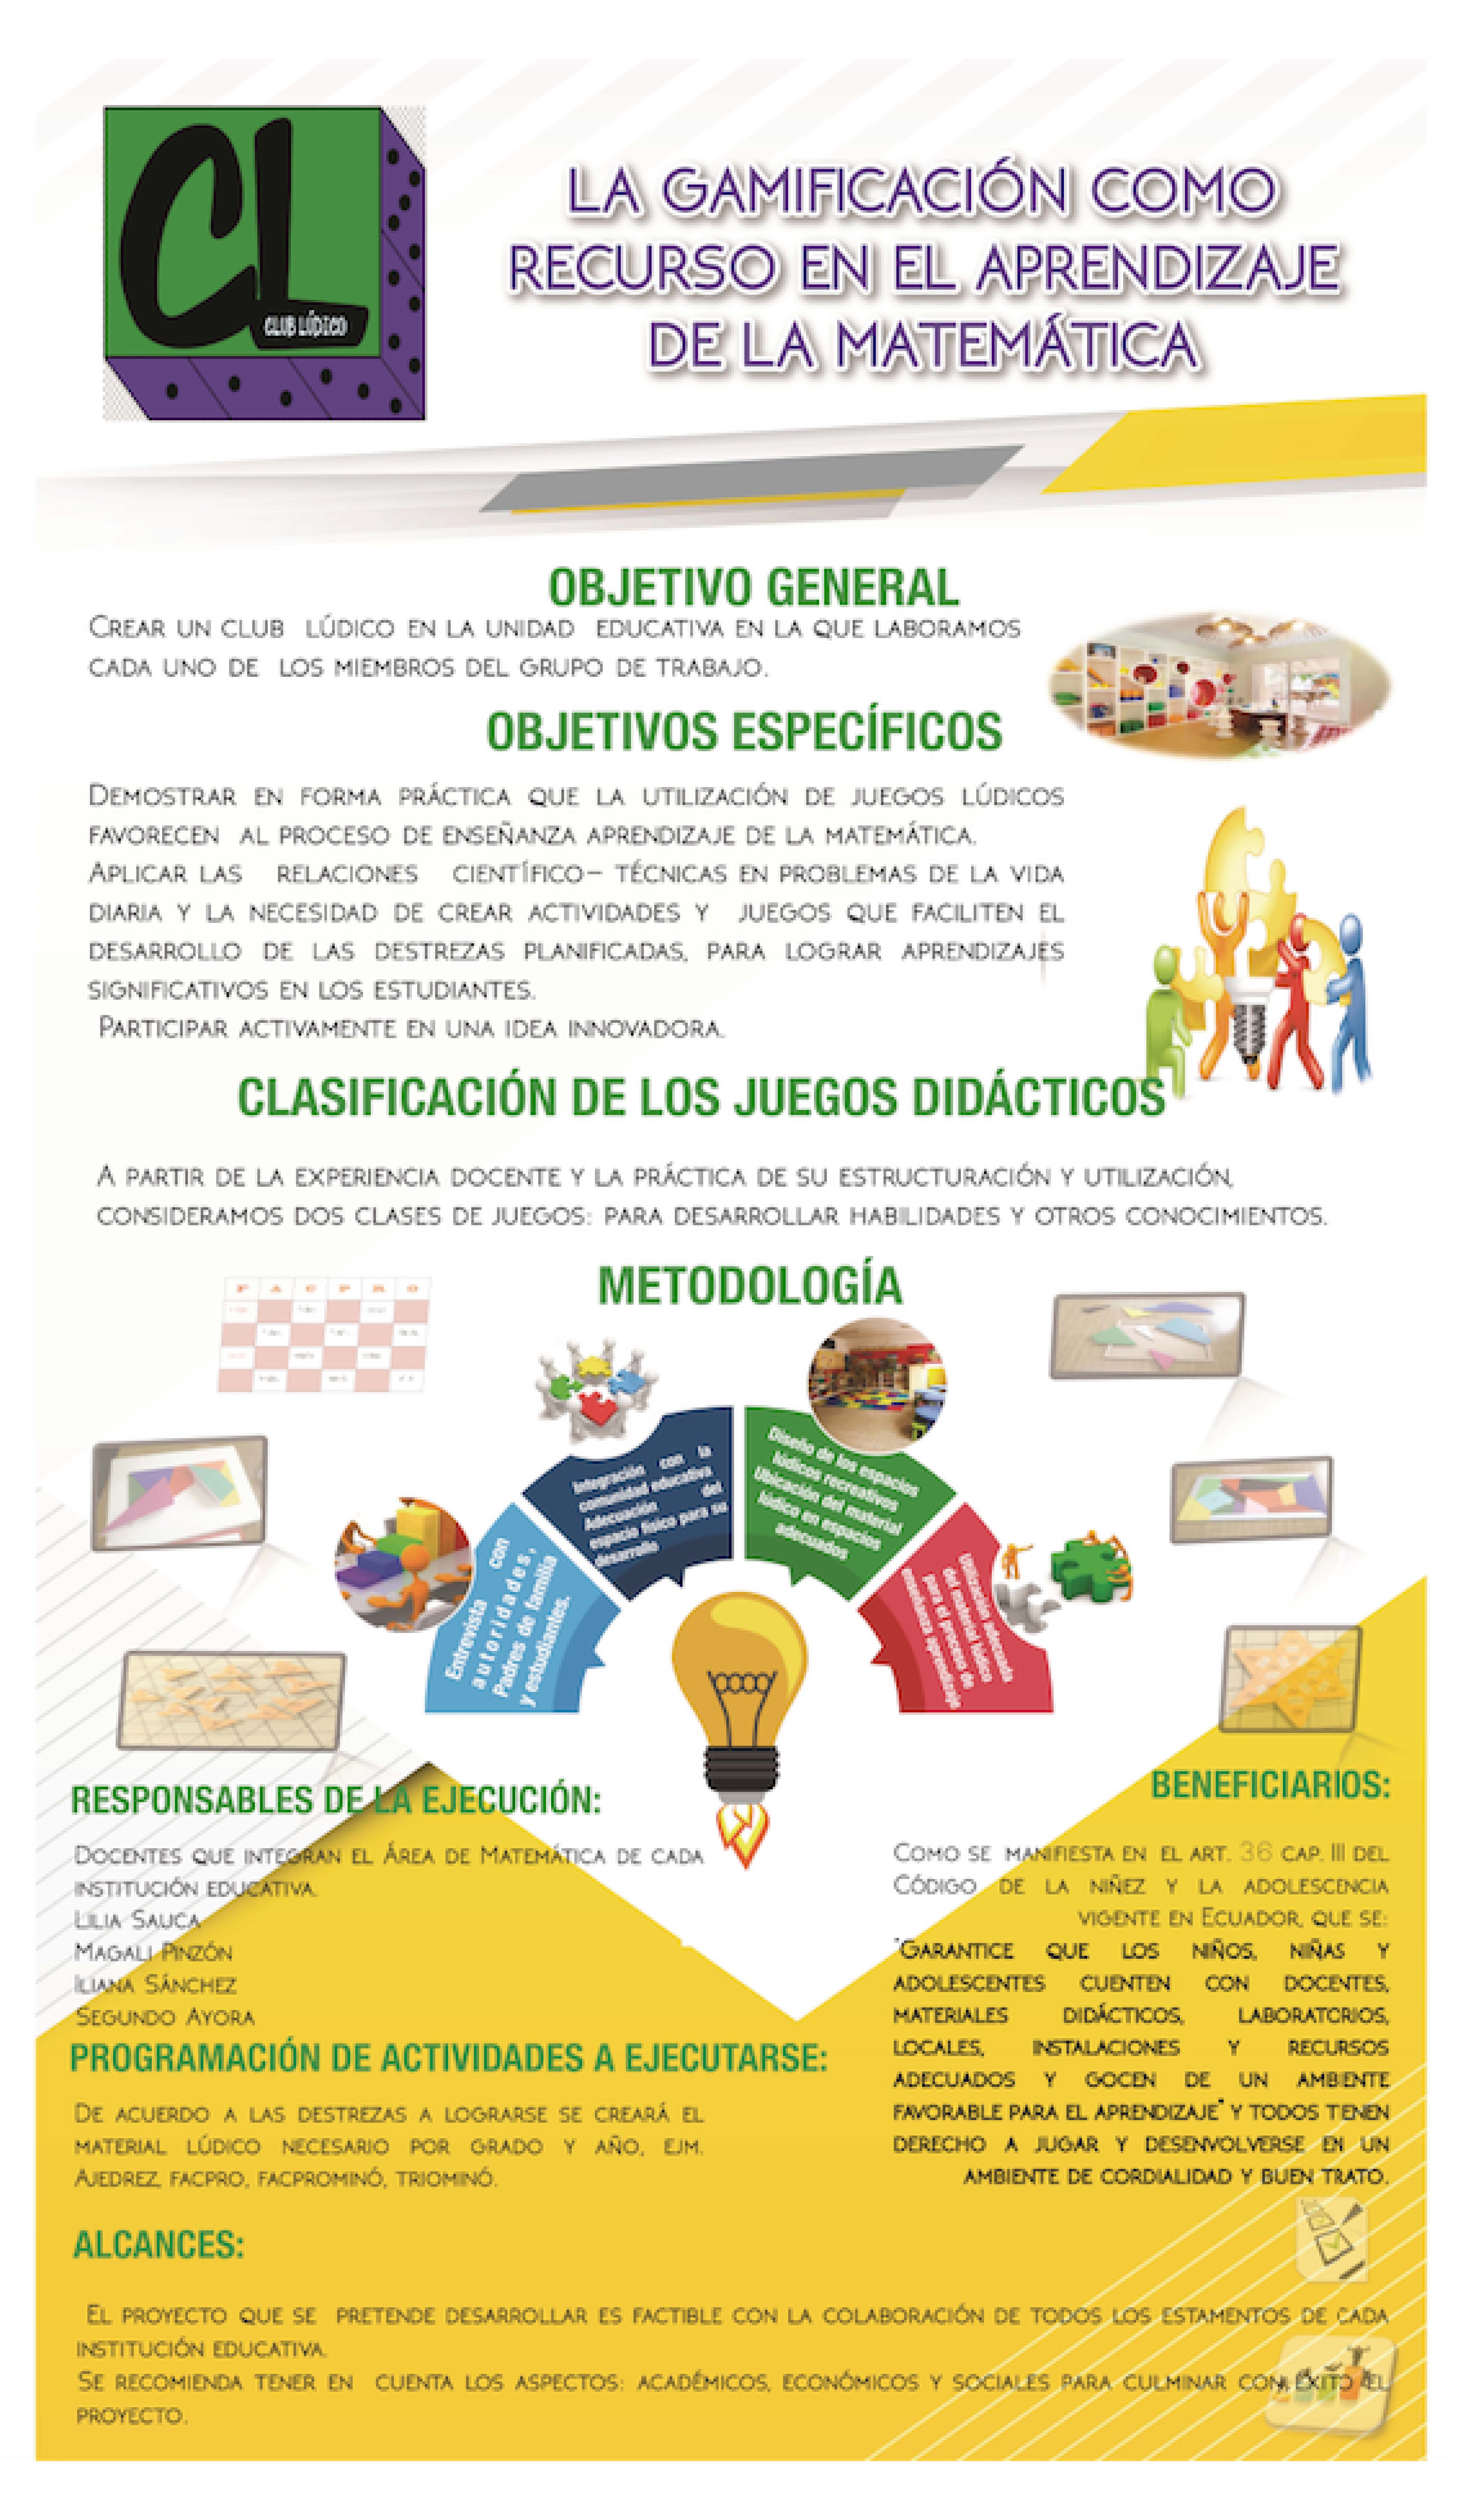 CL
CLUB LÚDICO
LA GAMIFICACIÓN COMO
RECURSO EN EL APRENDIZAJE
DE LA MATEMÁTICA
OBJETIVO GENERAL
CREAR UN CLUB LÚDICO EN LA UNIDAD EDUCATIVA EN LA QUE LABORAMOS
CADA UNO DE LOS MIEMBROS DEL GRUPO DE TRABAJO.
OBJETIVOS ESPECÍFICOS
DEMOSTRAR EN FORMA PRÁCTICA QUE LA UTILIZACIÓN DE JUEGOS LÚDICOS
FAVORECEN AL PROCESO DE ENSEÑANZA APRENDIZAJE DE LA MATEMÁTICA.
APLICAR LAS RELACIONES CIENTÍFICO- TÉCNICAS EN PROBLEMAS DE LA VIDA
DIARIA Y LA NECESIDAD DE CREAR ACTIVIDADES Y JUEGOS QUE FACILITEN EL
DESARROLLO DE LAS DESTREZAS PLANIFICADAS, PARA LOGRAR APRENDIZAJES
SIGNIFICATIVOS EN LOS ESTUDIANTES.
PARTICIPAR ACTIVAMENTE EN UNA IDEA INNOVADORA.
CLASIFICACIÓN DE LOS JUEGOS DIDÁCTICOS
A PARTIR DE LA EXPERIENCIA DOCENTE Y LA PRÁCTICA DE SU ESTRUCTURACIÓN Y UTILIZACIÓN,
CONSIDERAMOS DOS CLASES DE JUEGOS: PARA DESARROLLAR HABILIDADES Y OTROS CONOCIMIENTOS.
METODOLOGÍA
F A C P R O
Entrevista con
autoridades,
Padres de familia
y estudiantes.
Integración con la
comunidad educativa
Adecuación del
espacio físico para su
desarrollo
Diseño de los espacios
lúdicos recreativos
Ubicación del material
lúdico en espacios
adecuados
Utilización adecuada
del material lúdico
para el proceso de
enseñanza aprendizaje
RESPONSABLES DE LA EJECUCIÓN:
DOCENTES QUE INTEGRAN EL ÁREA DE MATEMÁTICA DE CADA
INSTITUCIÓN EDUCATIVA.
LILIA SAUCA
MAGALI PINZÓN
ILIANA SÁNCHEZ
SEGUNDO AYORA
PROGRAMACIÓN DE ACTIVIDADES A EJECUTARSE:
DE ACUERDO A LAS DESTREZAS A LOGRARSE SE CREARÁ EL
MATERIAL LÚDICO NECESARIO POR GRADO Y AÑO, EJM.
AJEDREZ, FACPRO, FACPROMINÓ, TRIOMINÓ.
BENEFICIARIOS:
COMO SE MANIFIESTA EN EL ART. 36 CAP. III DEL
CÓDIGO DE LA NIÑEZ Y LA ADOLESCENCIA
VIGENTE EN ECUADOR, QUE SE:
"GARANTICE QUE LOS NIÑOS, NIÑAS Y
ADOLESCENTES CUENTEN CON DOCENTES,
MATERIALES DIDÁCTICOS, LABORATORIOS,
LOCALES, INSTALACIONES Y RECURSOS
ADECUADOS Y GOCEN DE UN AMBIENTE
FAVORABLE PARA EL APRENDIZAJE" Y TODOS TIENEN
DERECHO A JUGAR Y DESENVOLVERSE EN UN
AMBIENTE DE CORDIALIDAD Y BUEN TRATO.
ALCANCES:
EL PROYECTO QUE SE PRETENDE DESARROLLAR ES FACTIBLE CON LA COLABORACIÓN DE TODOS LOS ESTAMENTOS DE CADA
INSTITUCIÓN EDUCATIVA.
SE RECOMIENDA TENER EN CUENTA LOS ASPECTOS: ACADÉMICOS, ECONÓMICOS Y SOCIALES PARA CULMINAR CON ÉXITO EL
PROYECTO.